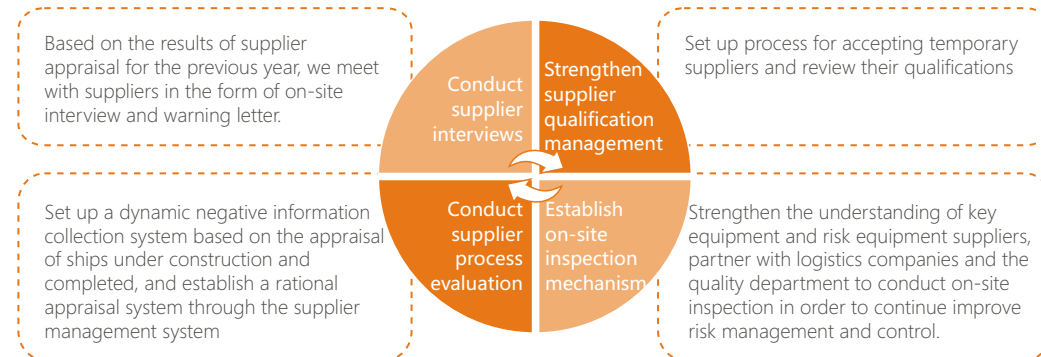 Based on the results of supplier
appraisal for the previous year, we meet
with suppliers in the form of on-site
interview and warning letter.
Conduct
supplier
interviews
Strengthen
supplier
qualification
management
Set up process for accepting temporary
suppliers and review their qualifications
Set up a dynamic negative information
collection system based on the appraisal
of ships under construction and
completed, and establish a rational
appraisal system through the supplier
management system
Conduct
supplier
process
evaluation
Establish
on-site
inspection
mechanism
Strengthen the understanding of key
equipment and risk equipment suppliers,
partner with logistics companies and the
quality department to conduct on-site
inspection in order to continue improve
risk management and control.